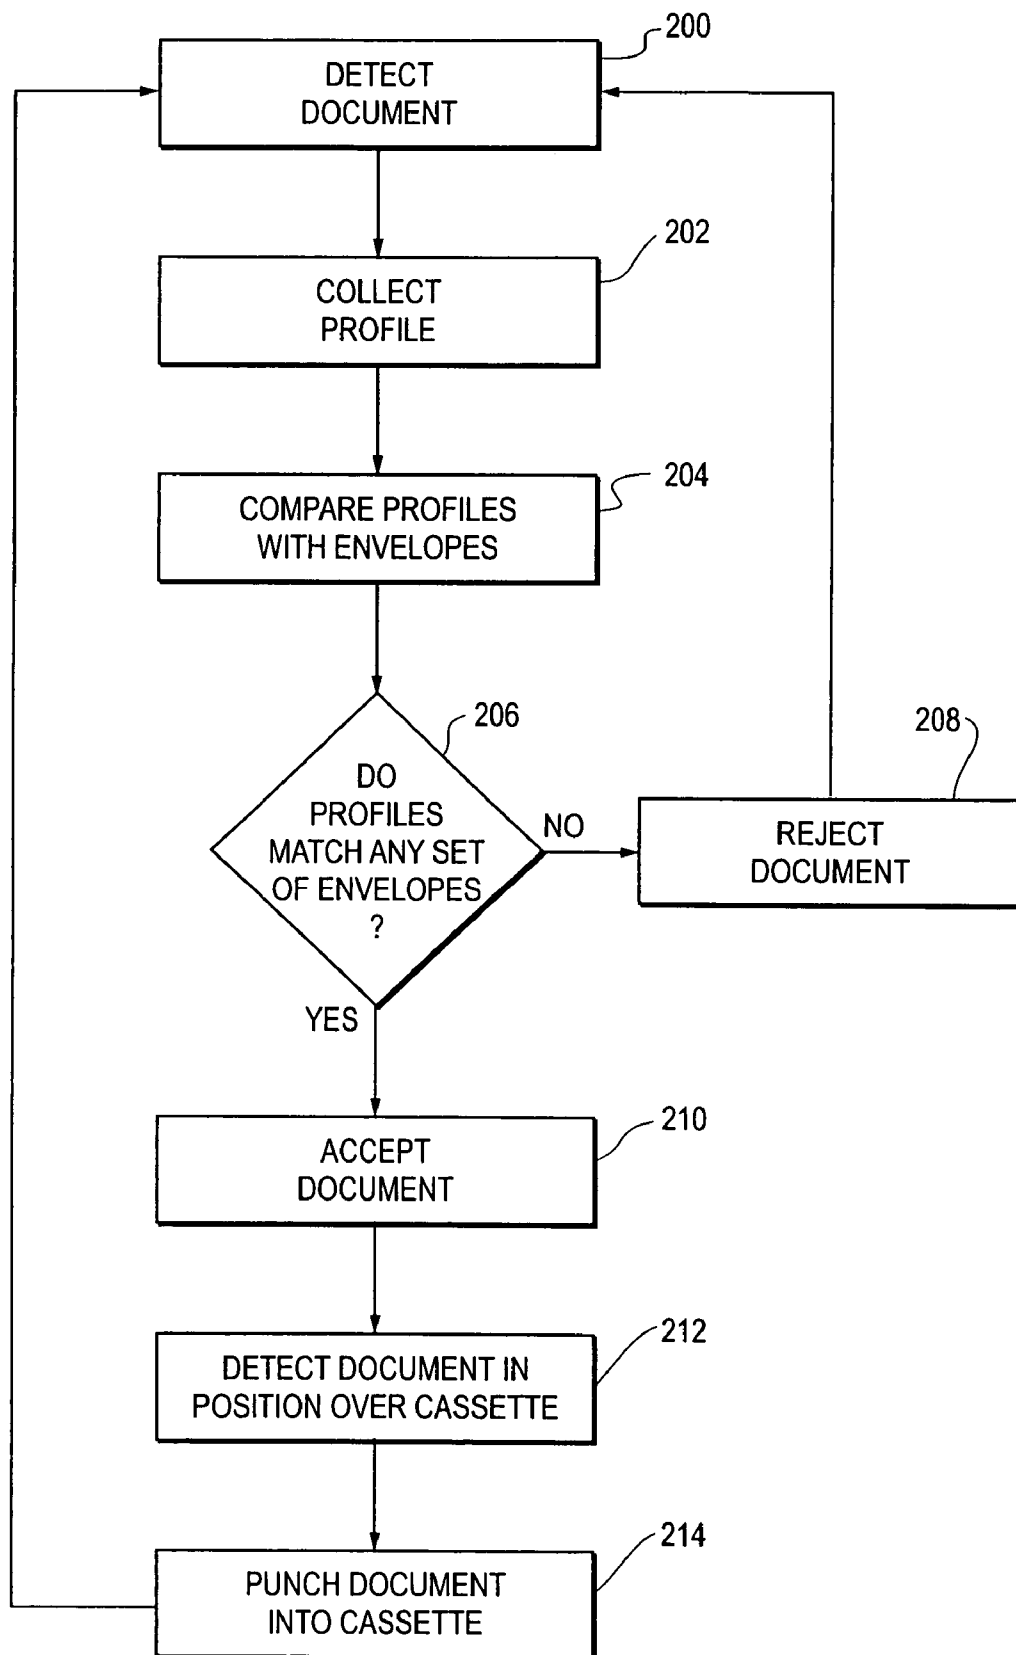 200
DETECT
DOCUMENT
202
COLLECT
PROFILE
204
COMPARE PROFILES
WITH ENVELOPES
206
DO
PROFILES
MATCH ANY SET
OF ENVELOPES
?
NO
208
REJECT
DOCUMENT
YES
210
ACCEPT
DOCUMENT
212
DETECT DOCUMENT IN
POSITION OVER CASSETTE
214
PUNCH DOCUMENT
INTO CASSETTE